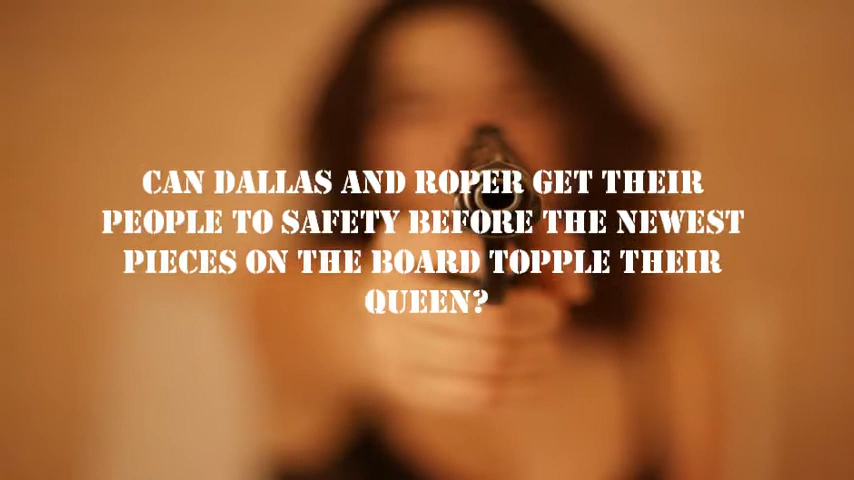 CAN DALLAS AND ROPER GET THEIR
PEOPLE TO SAFETY BEFORE THE NEWEST
PIECES ON THE BOARD TOPPLE THEIR
QUEEN?